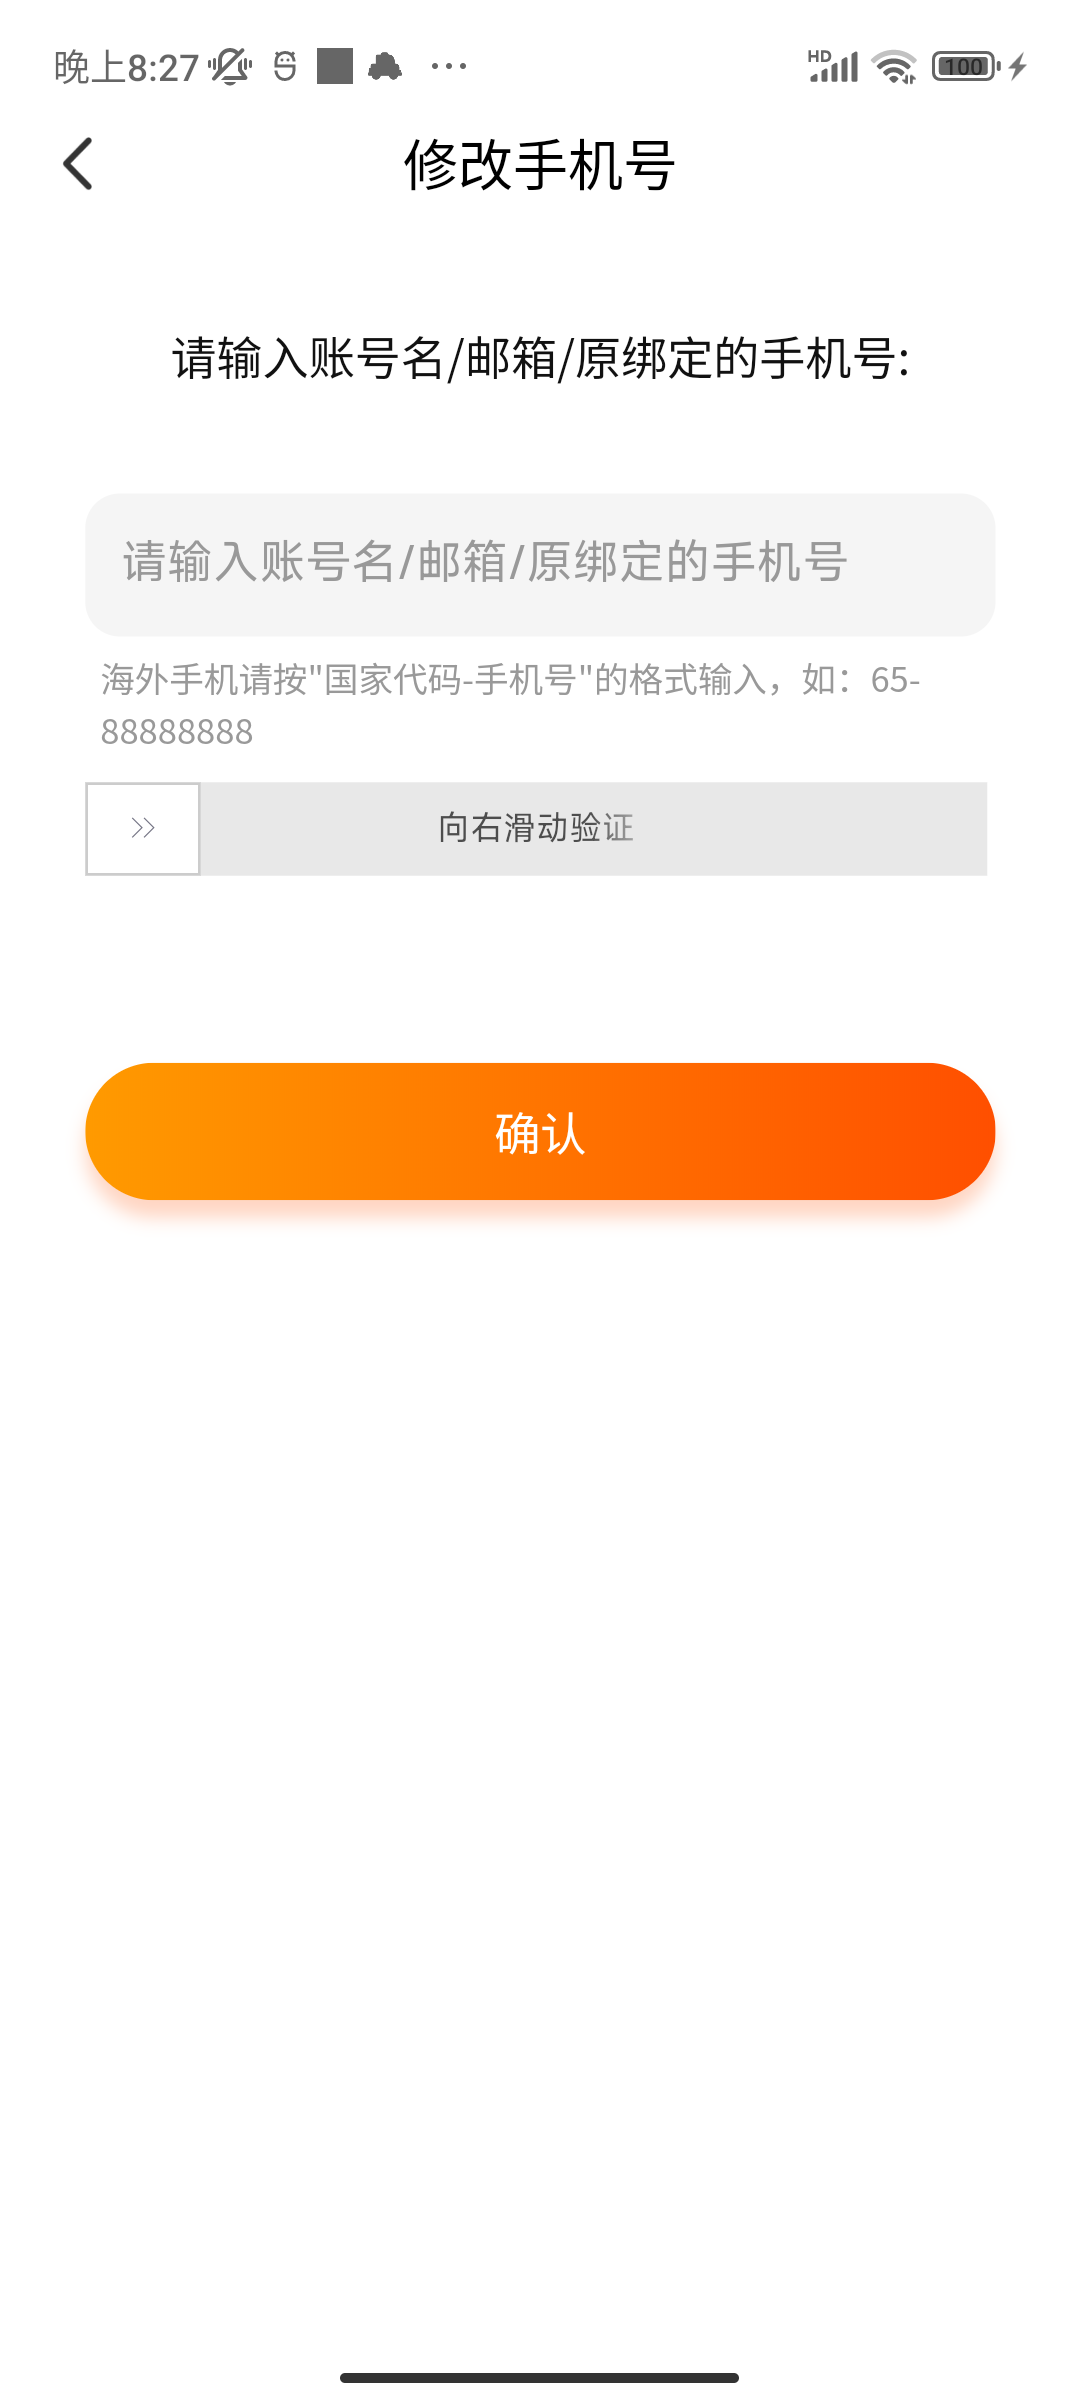 晚上8:27
HD
100
修改手机号
请输入账号名/邮箱/原绑定的手机号:
请输入账号名/邮箱/原绑定的手机号
海外手机请按"国家代码-手机号"的格式输入，如：65-
88888888
向右滑动验证
确认